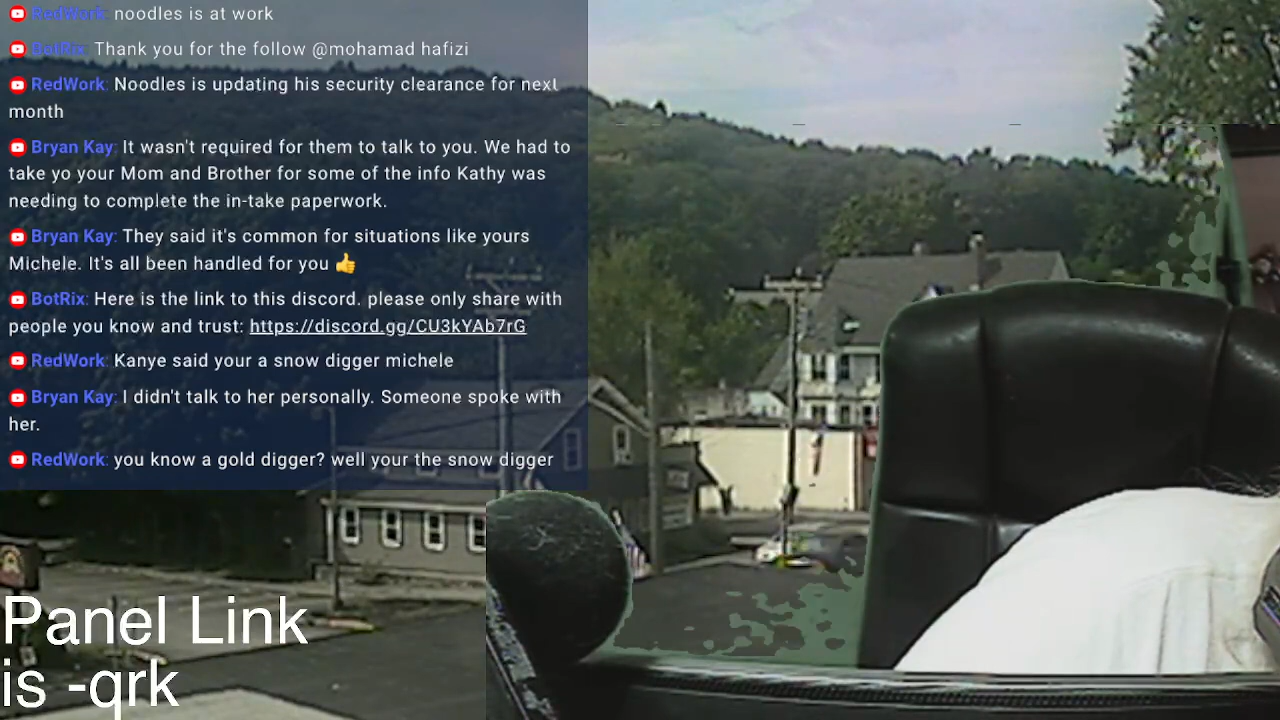 RedWork: noodles is at work
BotRix: Thank you for the follow @mohamad hafizi
RedWork: Noodles is updating his security clearance for next
month
Bryan Kay: It wasn't required for them to talk to you. We had to
take yo your Mom and Brother for some of the info Kathy was
needing to complete the in-take paperwork.
Bryan Kay: They said it's common for situations like yours
Michele. It's all been handled for you 👍
BotRix: Here is the link to this discord. please only share with
people you know and trust: https://discord.gg/CU3kYAb7rG
RedWork: Kanye said your a snow digger michele
Bryan Kay: I didn't talk to her personally. Someone spoke with
her.
RedWork: you know a gold digger? well your the snow digger
Panel Link
is -qrk